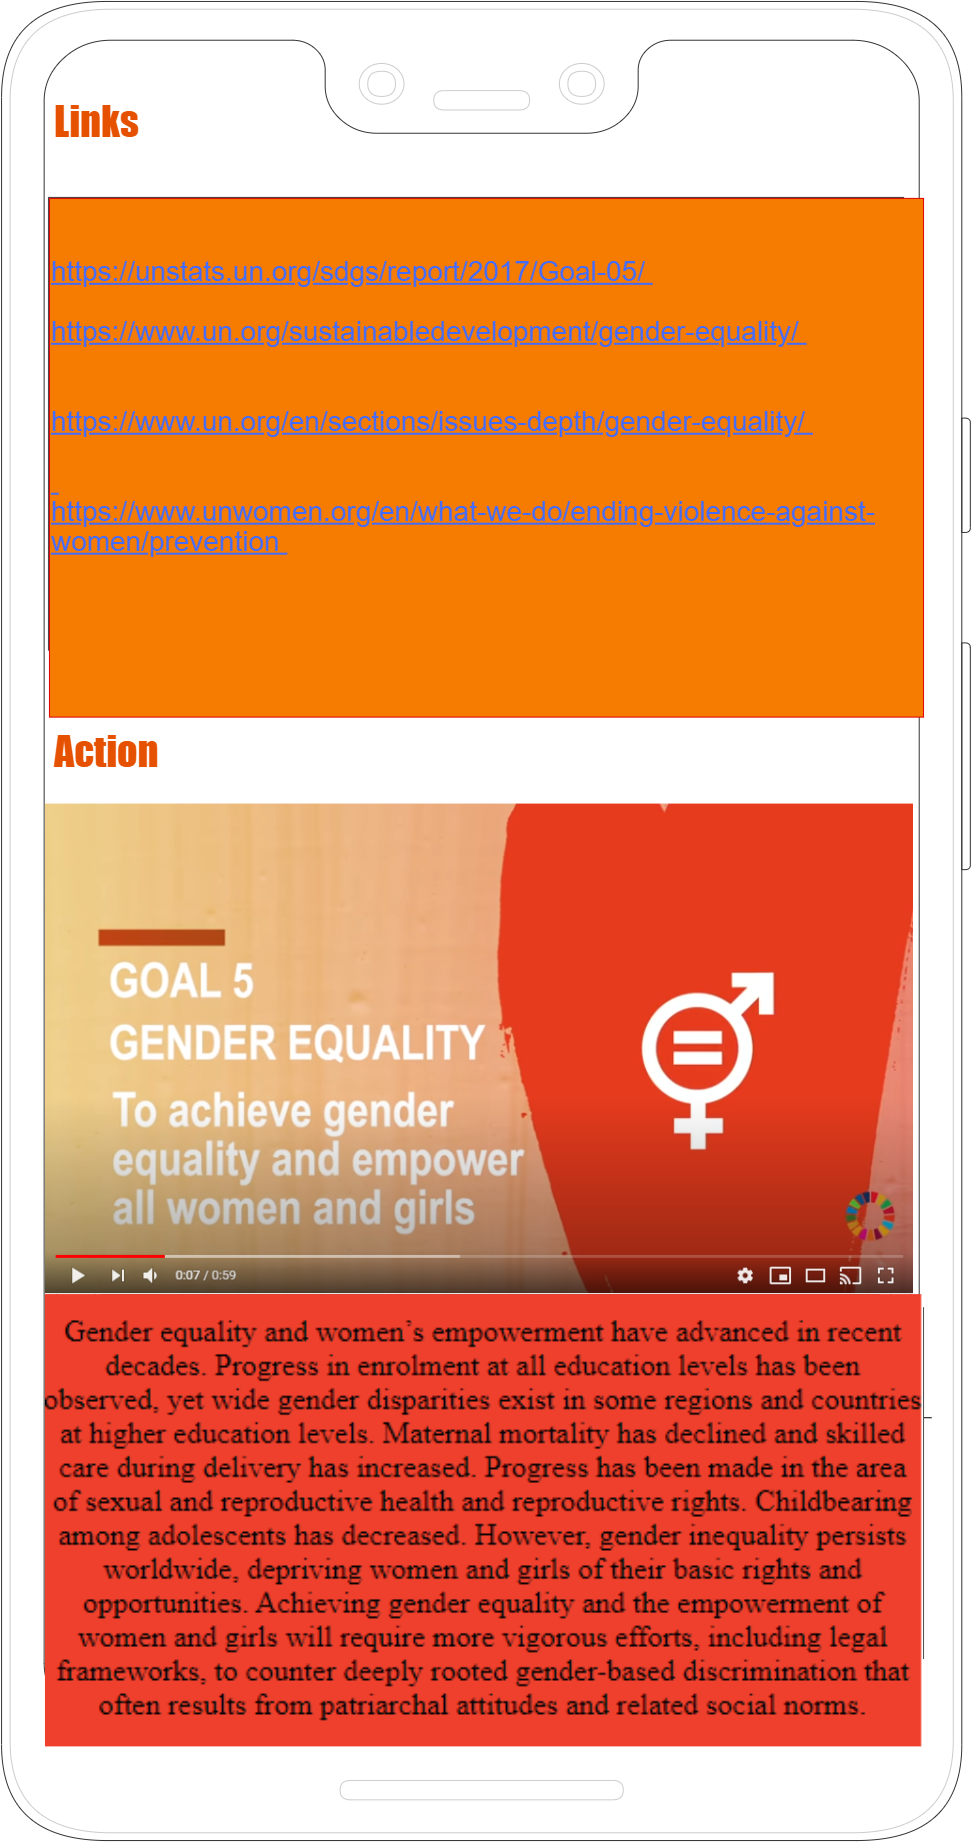 Links
https://unstats.un.org/sdgs/report/2017/Goal-05/
https://www.un.org/sustainabledevelopment/gender-equality/
https://www.un.org/en/sections/issues-depth/gender-equality/
https://www.unwomen.org/en/what-we-do/ending-violence-against-
women/prevention
Action
GOAL 5
GENDER EQUALITY
To achieve gender
equality and empower
all women and girls
0:07 / 0:59
Gender equality and women’s empowerment have advanced in recent
decades. Progress in enrolment at all education levels has been
observed, yet wide gender disparities exist in some regions and countries
at higher education levels. Maternal mortality has declined and skilled
care during delivery has increased. Progress has been made in the area
of sexual and reproductive health and reproductive rights. Childbearing
among adolescents has decreased. However, gender inequality persists
worldwide, depriving women and girls of their basic rights and
opportunities. Achieving gender equality and the empowerment of
women and girls will require more vigorous efforts, including legal
frameworks, to counter deeply rooted gender-based discrimination that
often results from patriarchal attitudes and related social norms.